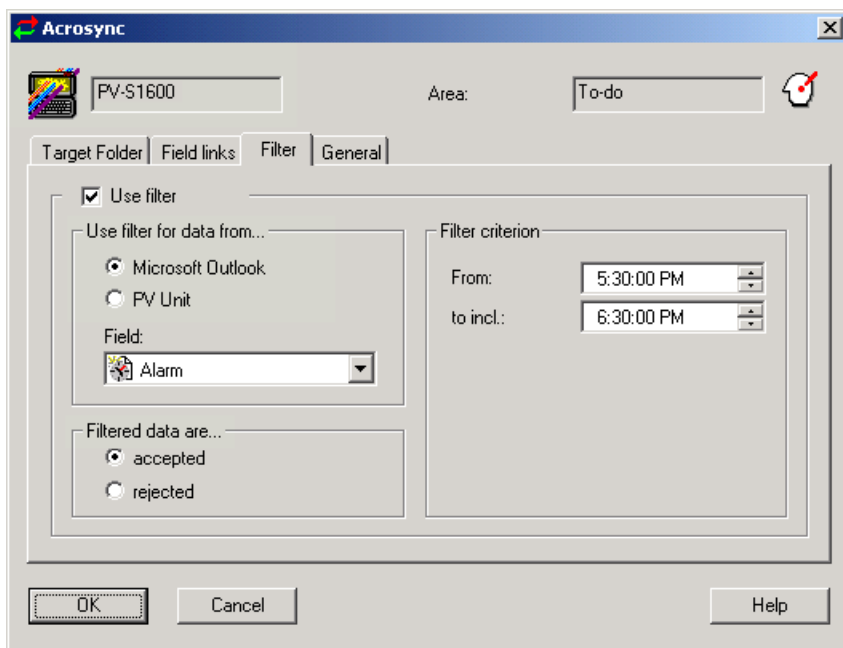 Acrosync
PV-S1600 Area: To-do
Target Folder Field links Filter General
Use filter
Use filter for data from...
Microsoft Outlook
PV Unit
Field:
Alarm
Filtered data are...
accepted
rejected
Filter criterion
From: 5:30:00 PM
to incl.: 6:30:00 PM
OK Cancel Help